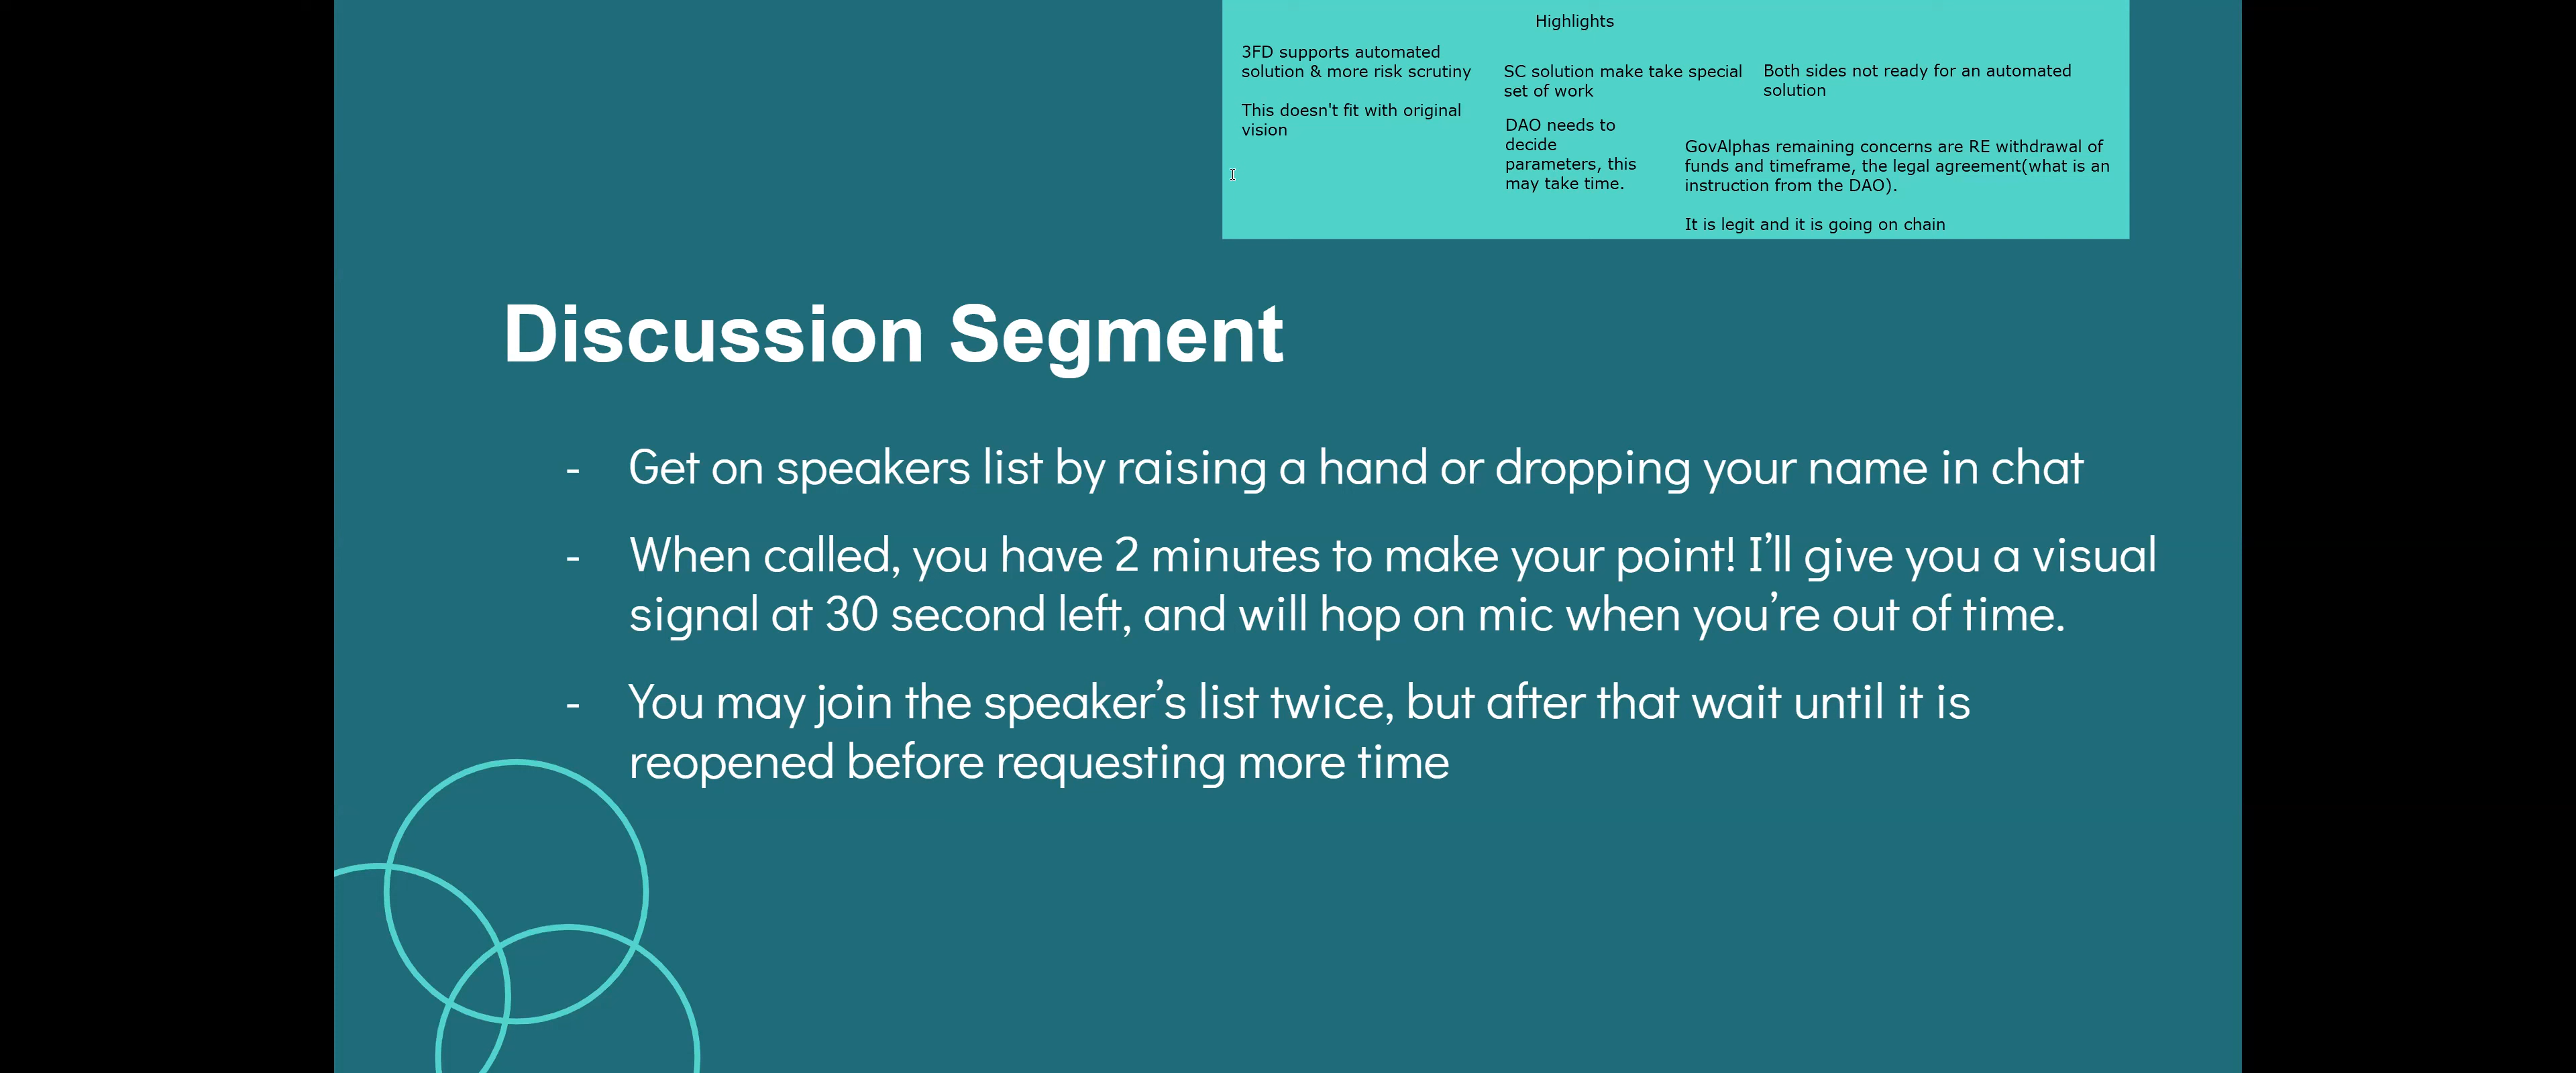 Highlights
3FD supports automated
solution & more risk scrutiny
This doesn't fit with original
vision
SC solution make take special
set of work
DAO needs to
decide
parameters, this
may take time.
Both sides not ready for an automated
solution
GovAlphas remaining concerns are RE withdrawal of
funds and timeframe, the legal agreement(what is an
instruction from the DAO).
It is legit and it is going on chain
Discussion Segment
- Get on speakers list by raising a hand or dropping your name in chat
- When called, you have 2 minutes to make your point! I’ll give you a visual
signal at 30 second left, and will hop on mic when you’re out of time.
- You may join the speaker’s list twice, but after that wait until it is
reopened before requesting more time